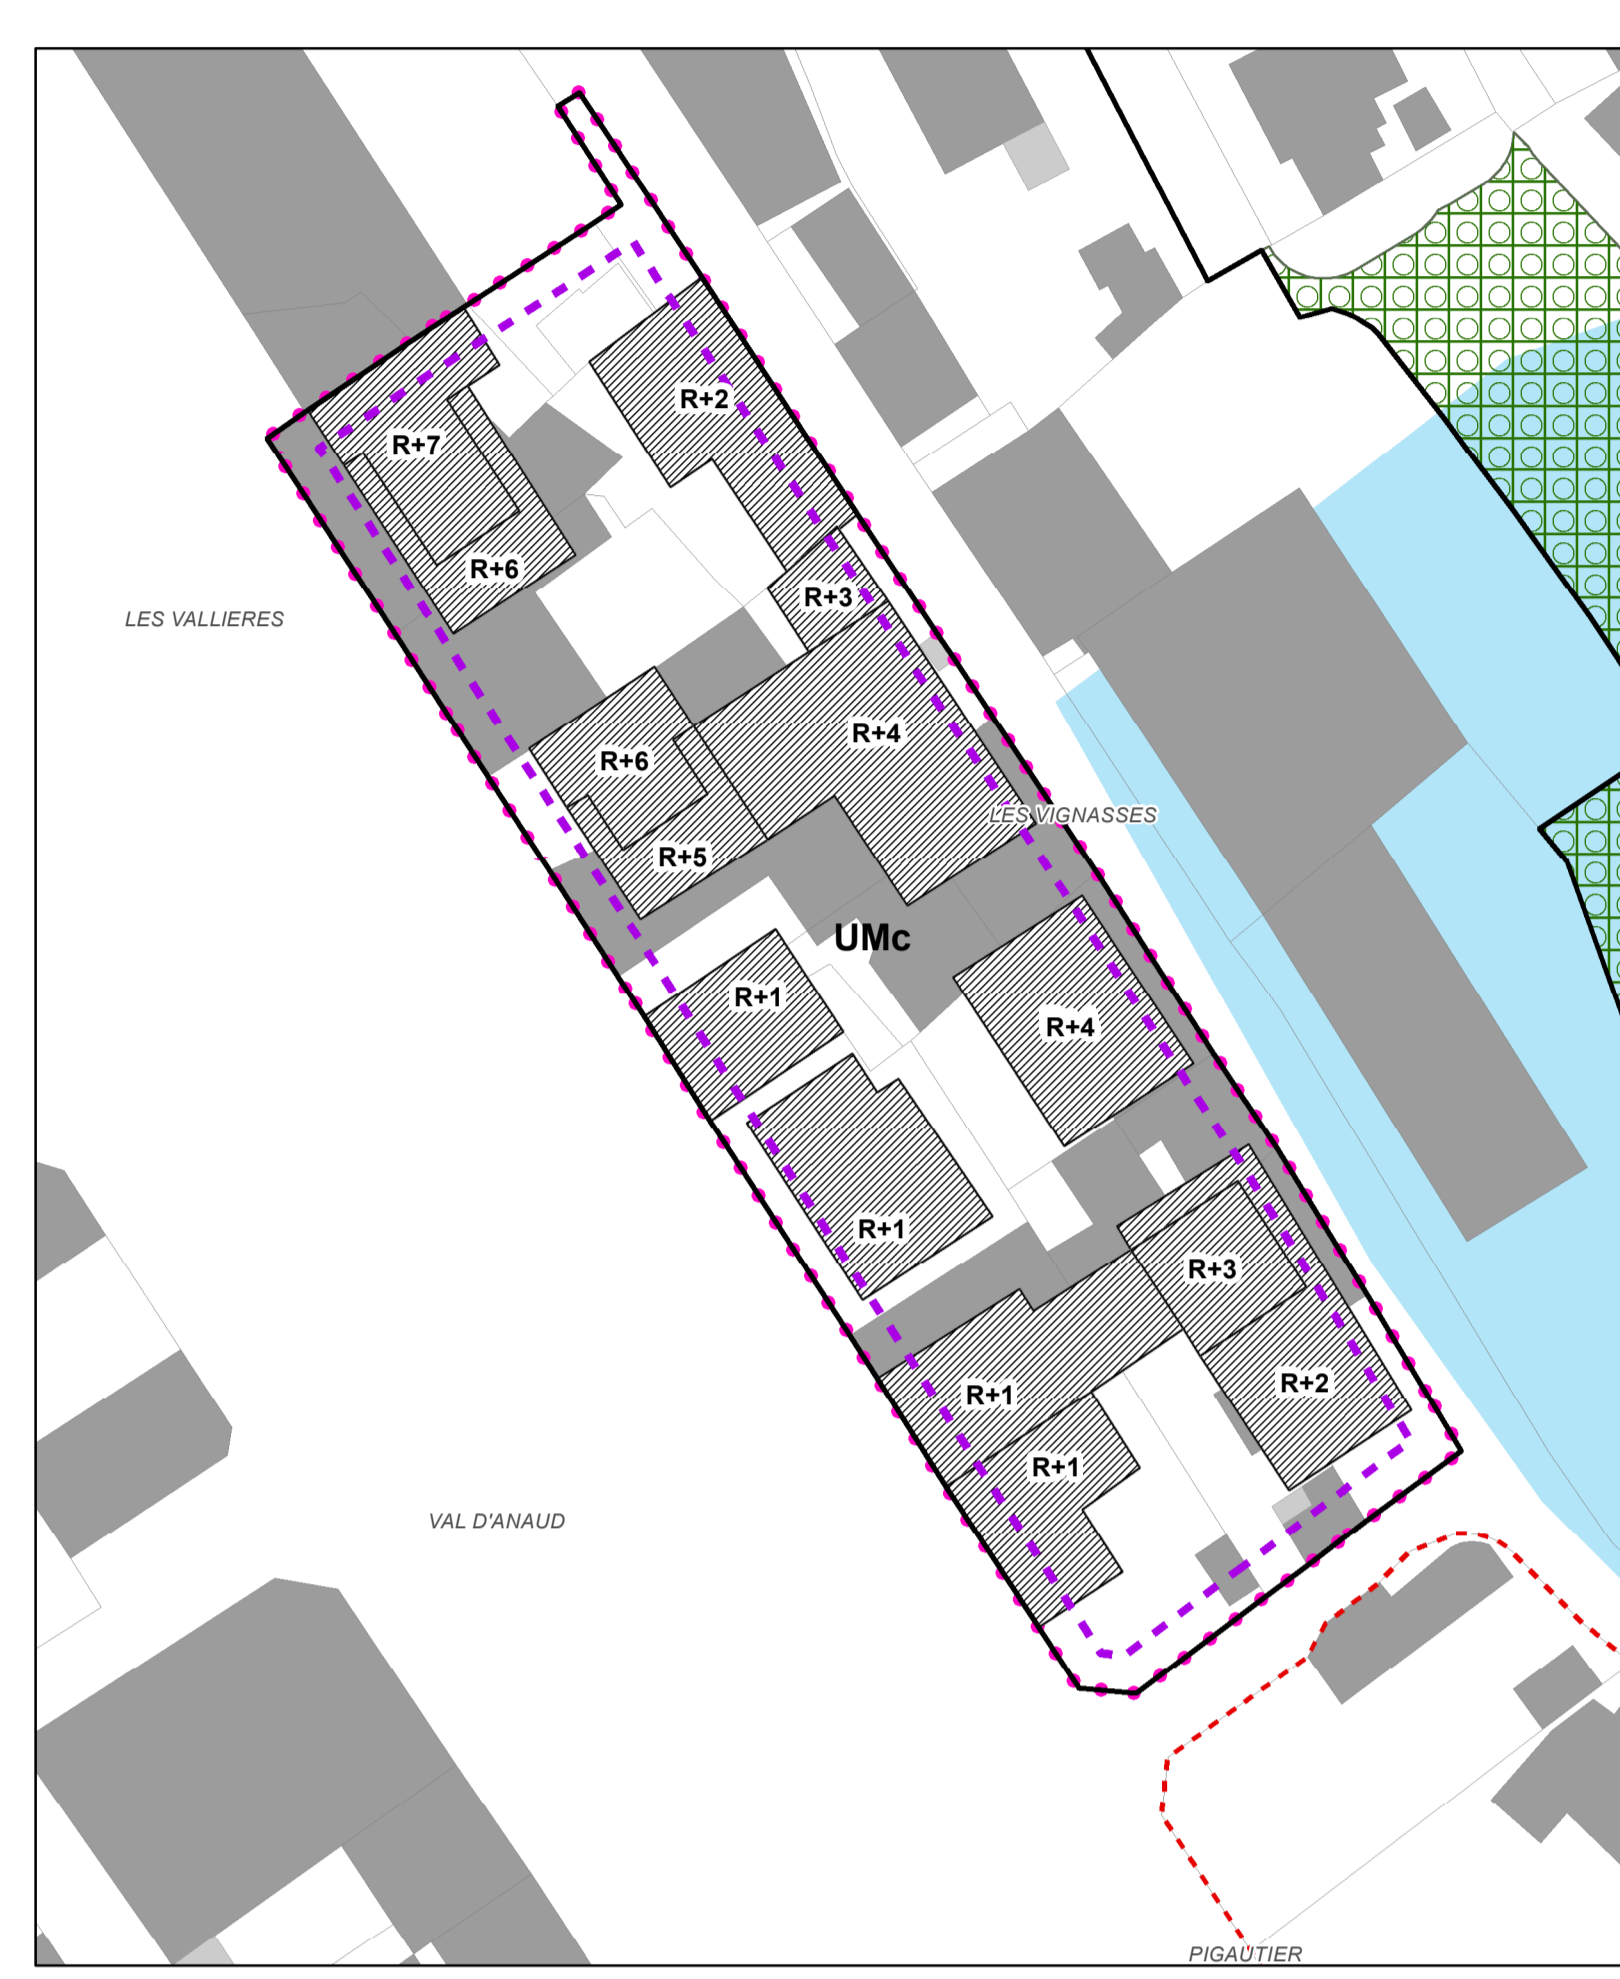 R+2
R+7
R+6
R+3
LES VALLIERES
R+4
R+6
LES VIGNASSES
R+5
UMc
R+1
R+4
R+1
R+3
R+2
R+1
R+1
VAL D'ANAUD
PIGAUTIER